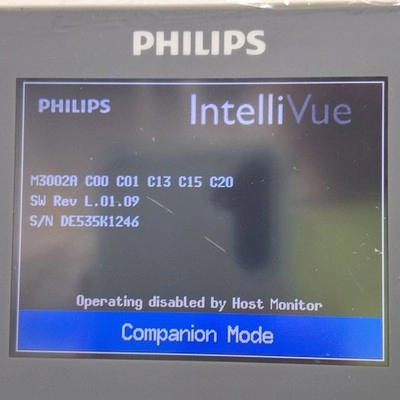 PHILIPS
PHILIPS IntelliVue
M3002A C00 C01 C13 C15 C20
SW Rev L.01.09
S/N DE535K1246
Operating disabled by Host Monitor
Companion Mode